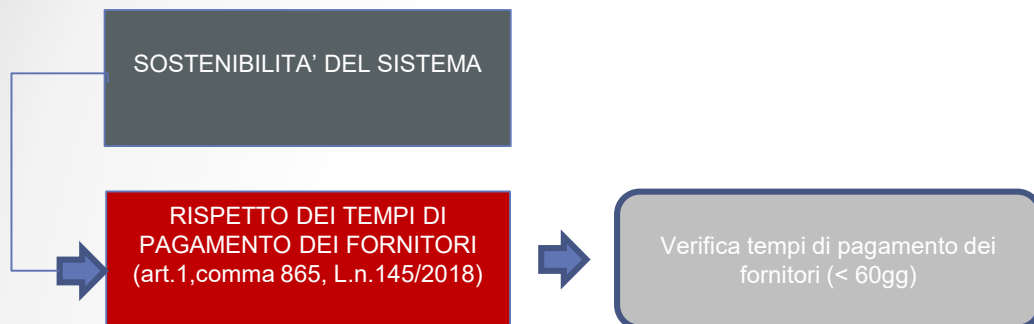 SOSTENIBILITA’ DEL SISTEMA
RISPETTO DEI TEMPI DI
PAGAMENTO DEI FORNITORI
(art.1,comma 865, L.n.145/2018)
Verifica tempi di pagamento dei
fornitori (< 60gg)